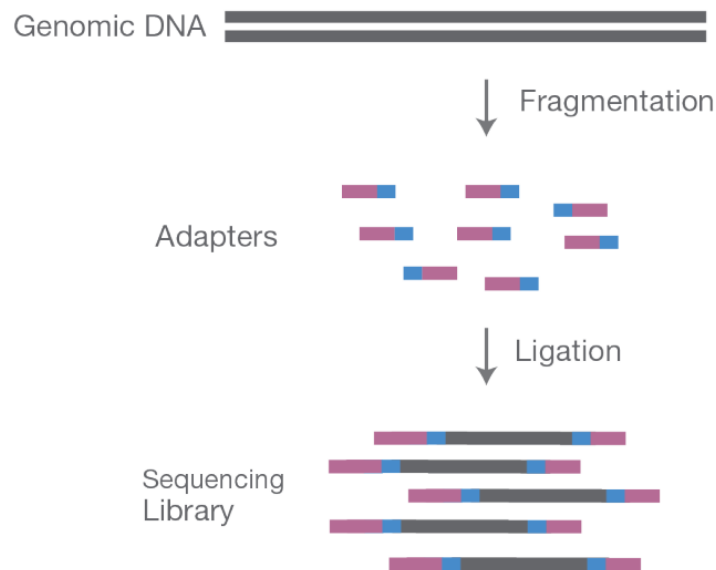 Genomic DNA
Fragmentation
Adapters
Ligation
Sequencing
Library